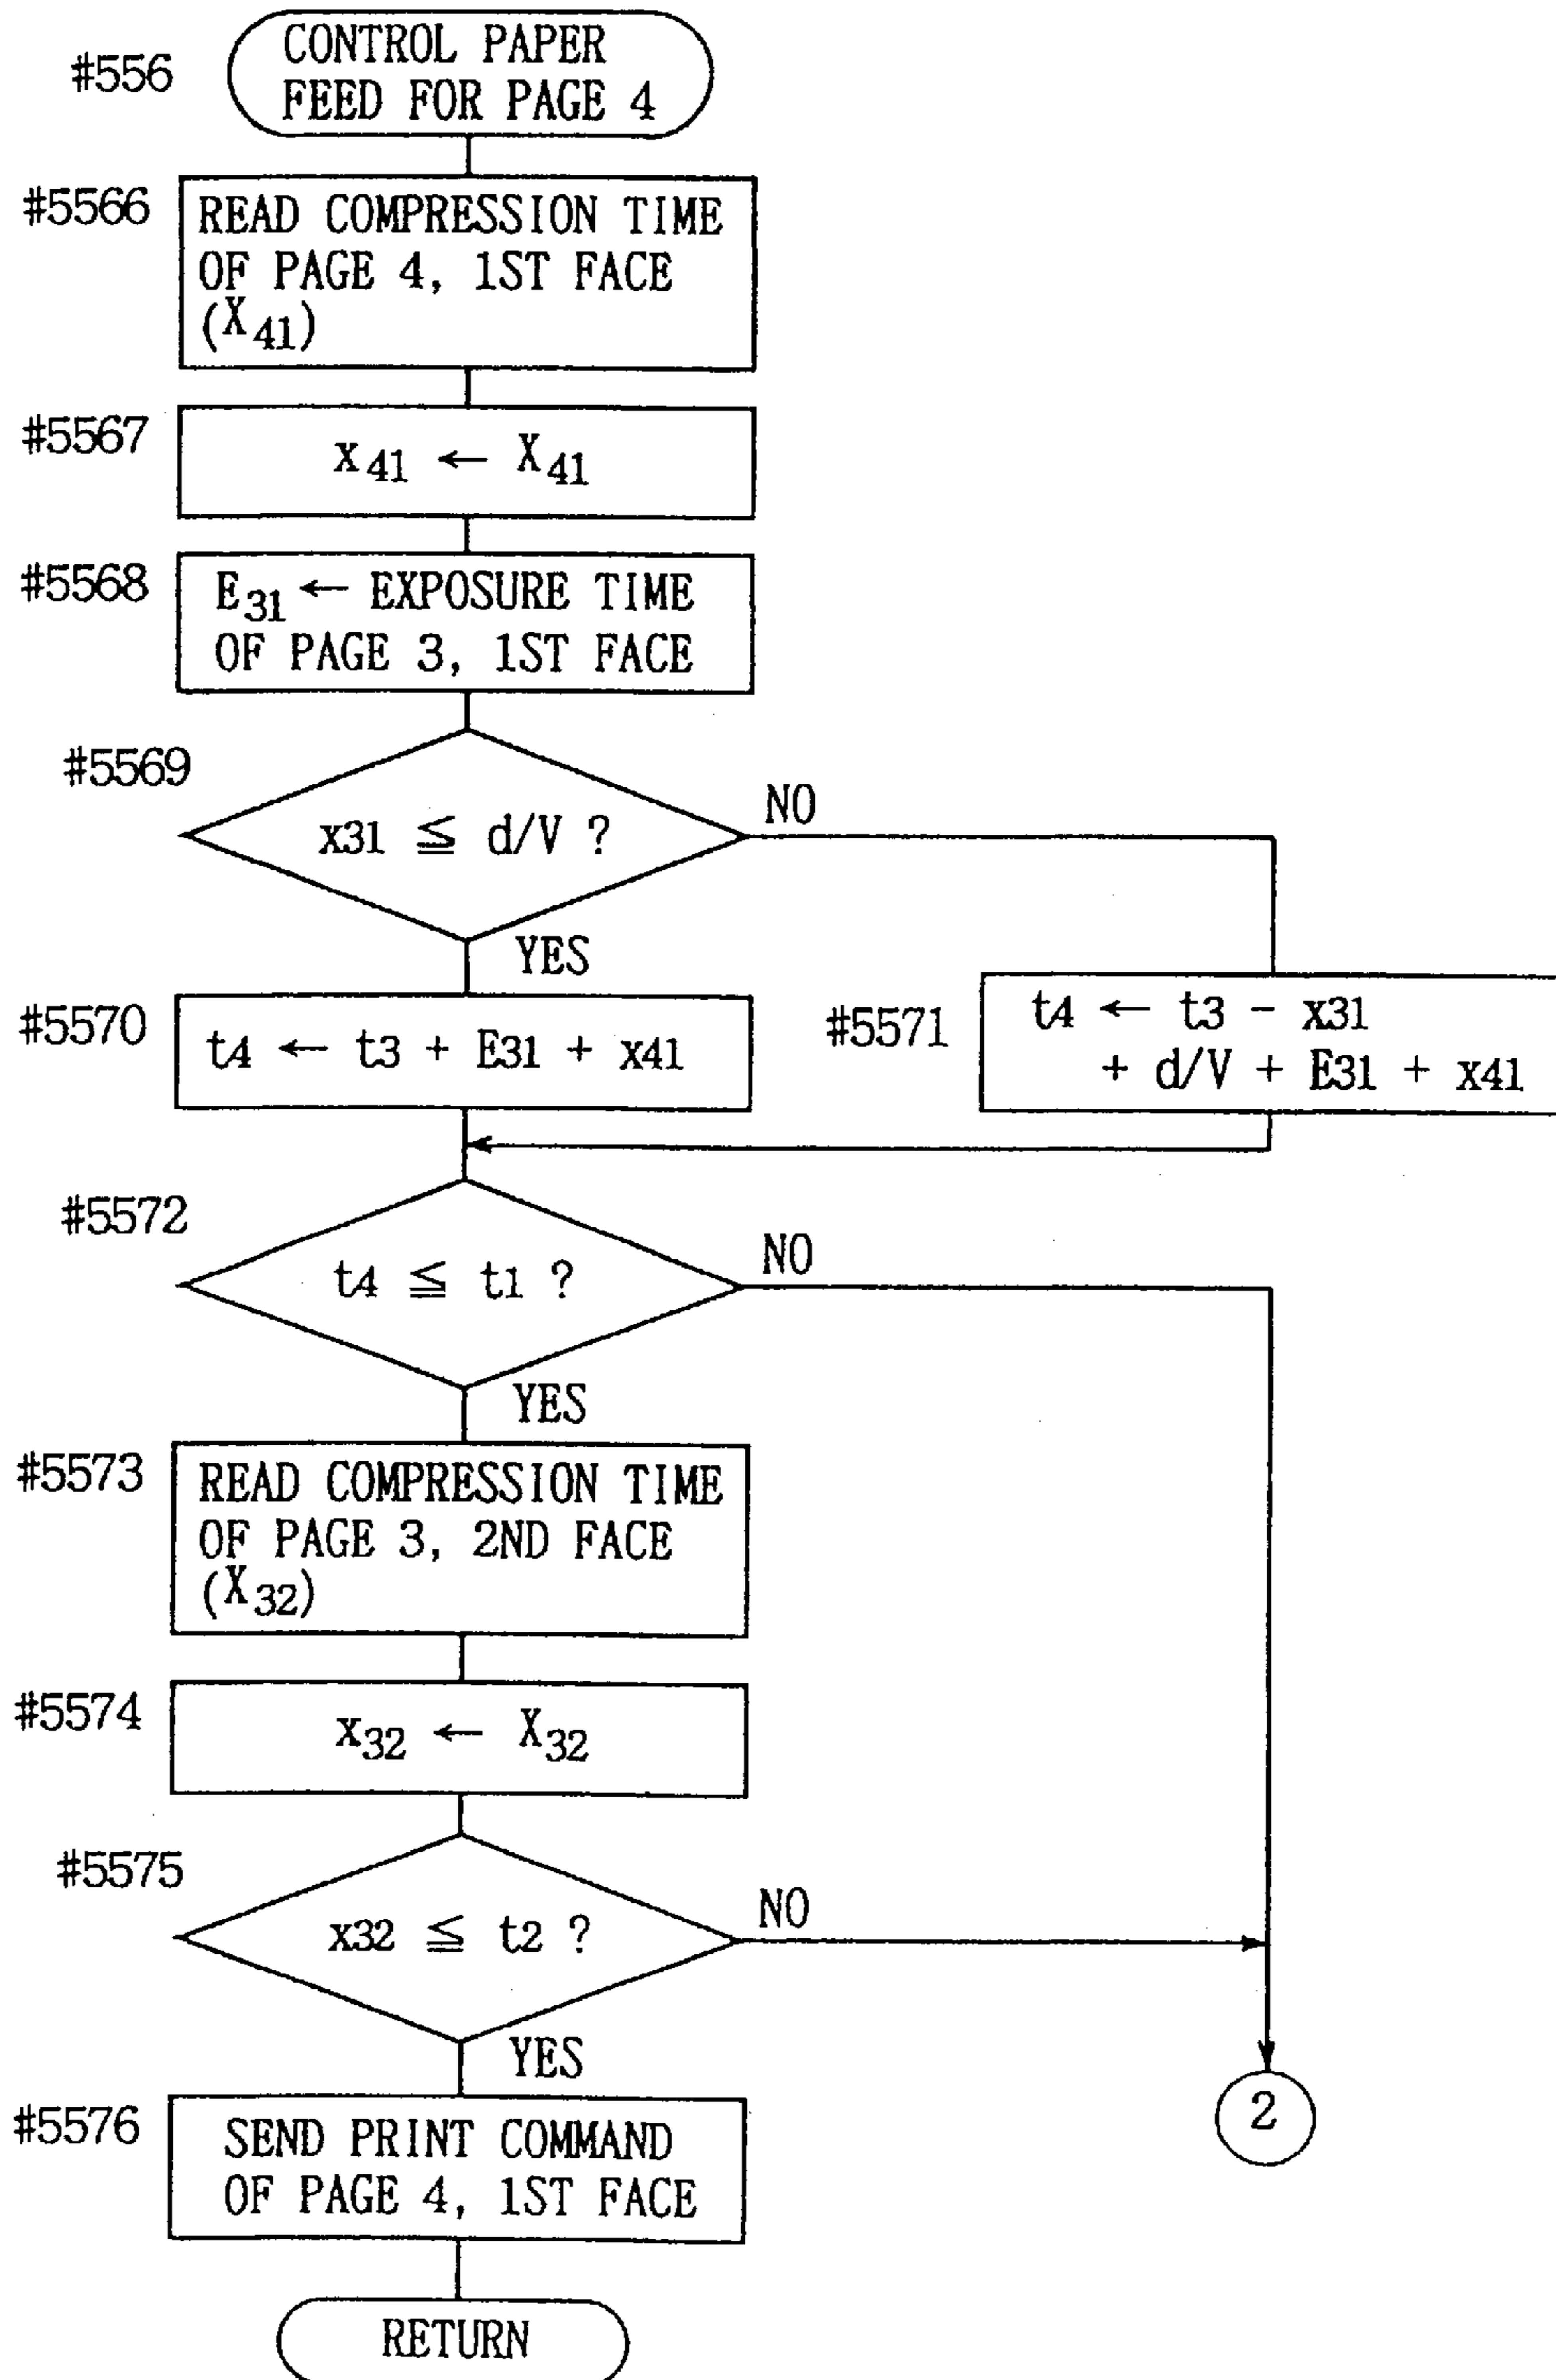 #556
CONTROL PAPER
FEED FOR PAGE 4
#5566
READ COMPRESSION TIME
OF PAGE 4, 1ST FACE
(X41)
#5567
x41 ← X41
#5568
E31 ← EXPOSURE TIME
OF PAGE 3, 1ST FACE
#5569
x31 ≦ d/V ?
NO
YES
#5570
t4 ← t3 + E31 + x41
#5571
t4 ← t3 - x31
+ d/V + E31 + x41
#5572
t4 ≦ t1 ?
NO
YES
#5573
READ COMPRESSION TIME
OF PAGE 3, 2ND FACE
(X32)
#5574
x32 ← X32
#5575
x32 ≦ t2 ?
NO
YES
2
#5576
SEND PRINT COMMAND
OF PAGE 4, 1ST FACE
RETURN